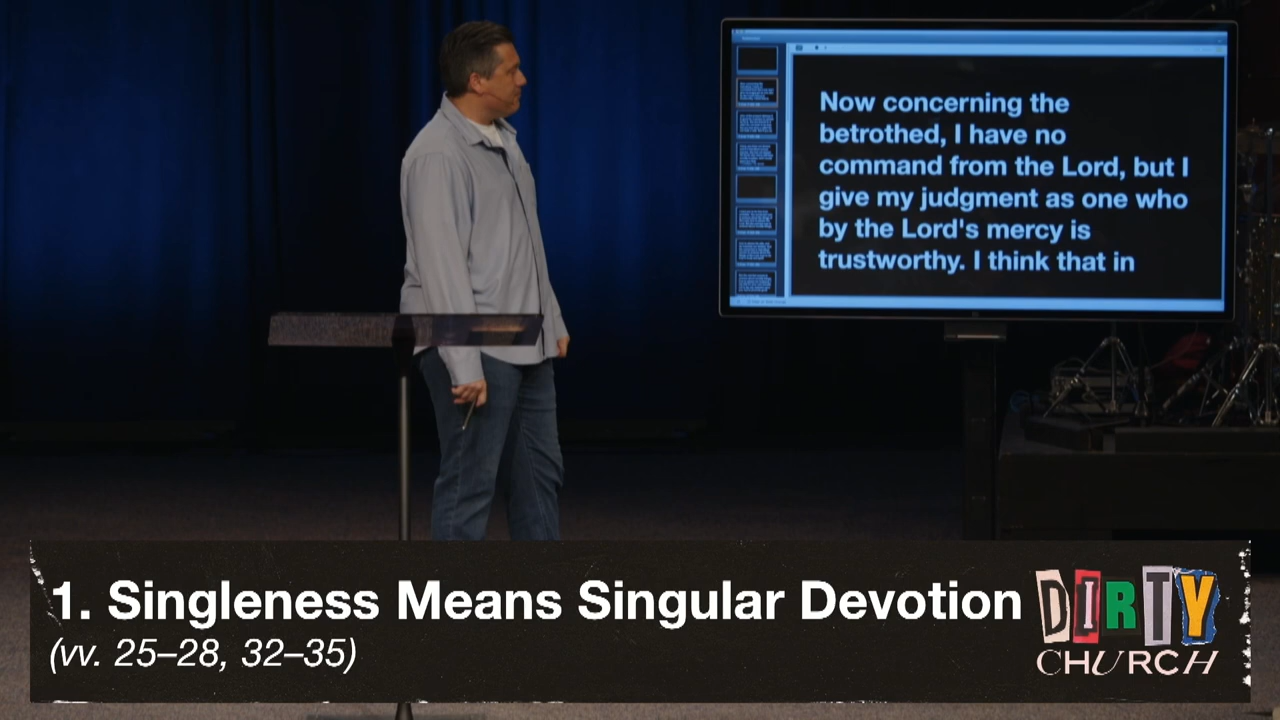 Now concerning the
betrothed, I have no
command from the Lord, but I
give my judgment as one who
by the Lord's mercy is
trustworthy. I think that in
1. Singleness Means Singular Devotion
(vv. 25–28, 32–35)
DIRTY
CHURCH